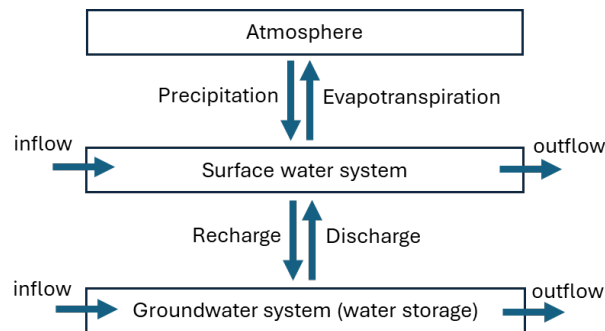 Atmosphere
Precipitation
Evapotranspiration
inflow
outflow
Surface water system
Recharge
Discharge
inflow
outflow
Groundwater system (water storage)